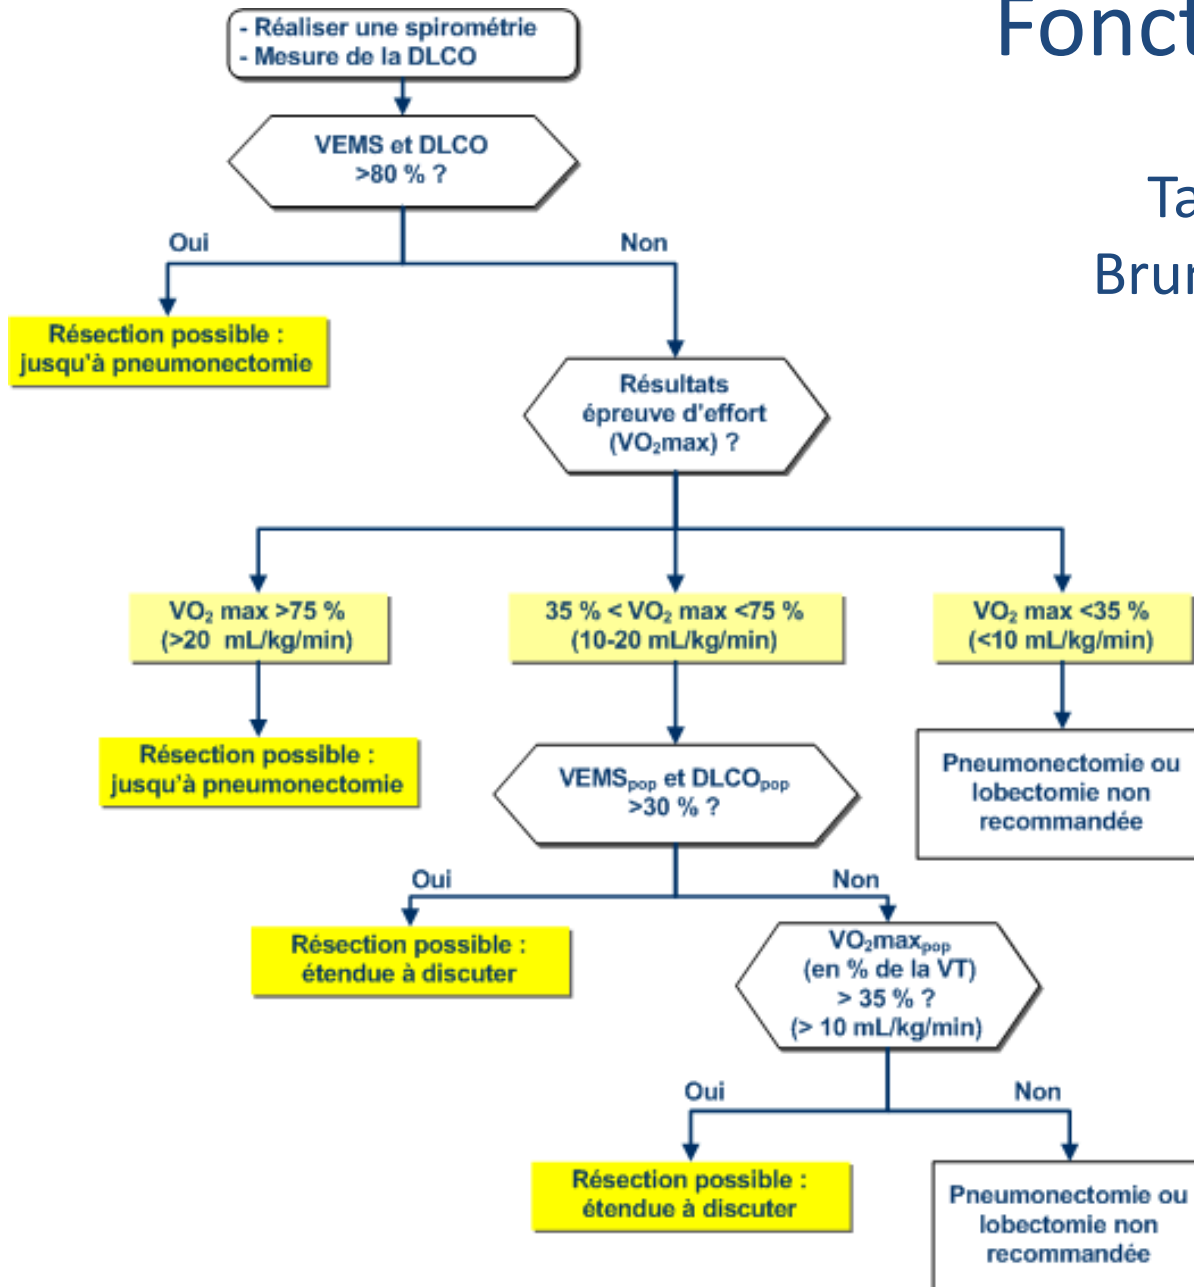 Fonct
Ta
Brun
- Réaliser une spirométrie
- Mesure de la DLCO
VEMS et DLCO
>80 % ?
Oui
Non
Résection possible :
jusqu'à pneumonectomie
Résultats
épreuve d'effort
(VO₂max) ?
VO₂ max >75 %
(>20 mL/kg/min)
35 % < VO₂ max <75 %
(10-20 mL/kg/min)
VO₂ max <35 %
(<10 mL/kg/min)
Résection possible :
jusqu'à pneumonectomie
VEMSpop et DLCOpop
>30 % ?
Pneumonectomie ou
lobectomie non
recommandée
Oui
Non
Résection possible :
étendue à discuter
VO₂maxpop
(en % de la VT)
> 35 % ?
(> 10 mL/kg/min)
Oui
Non
Résection possible :
étendue à discuter
Pneumonectomie ou
lobectomie non
recommandée